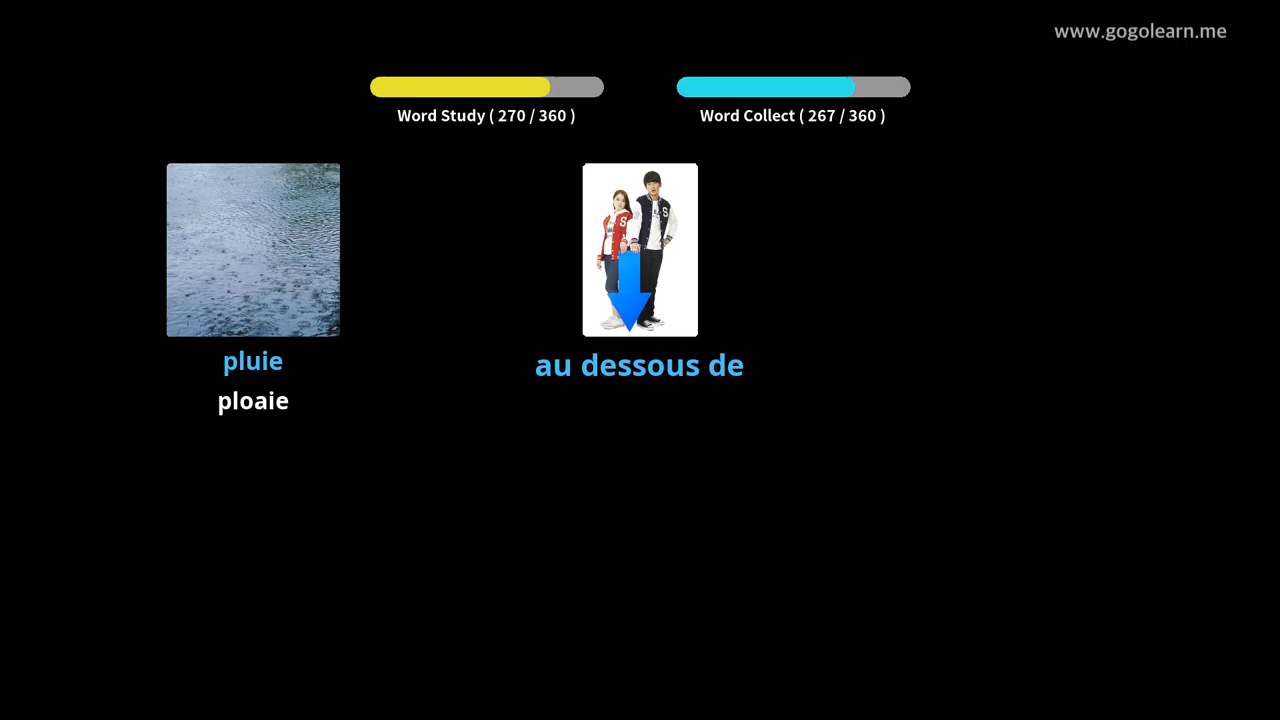 www.gogolearn.me
Word Study ( 270 / 360 )
Word Collect ( 267 / 360 )
pluie
ploaie
au dessous de
S
S